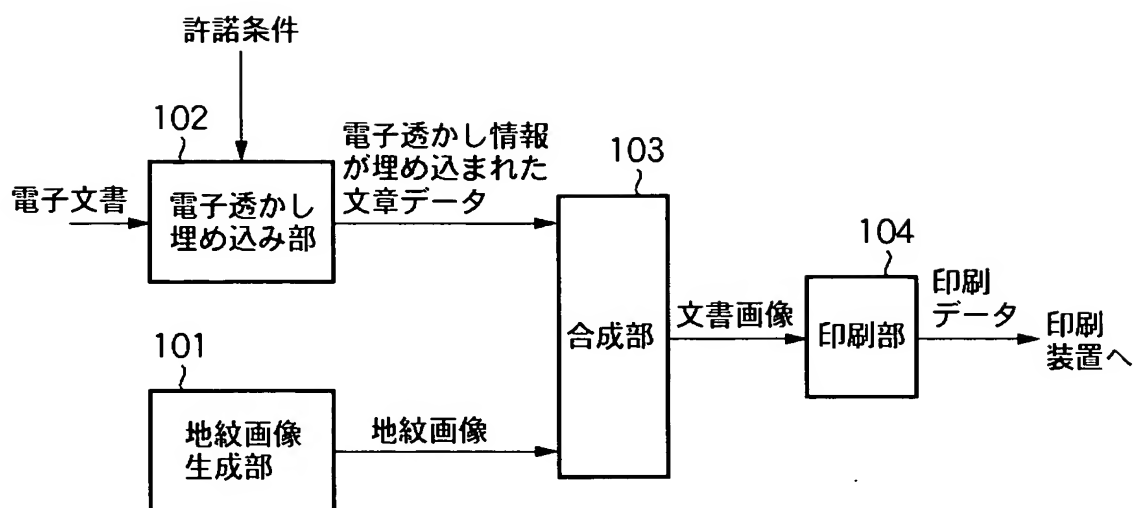 許諾条件
102
電子文書
電子透かし
埋め込み部
電子透かし情報
が埋め込まれた
文章データ
103
合成部
101
地紋画像
生成部
地紋画像
文書画像
104
印刷部
印刷
データ
印刷
装置へ